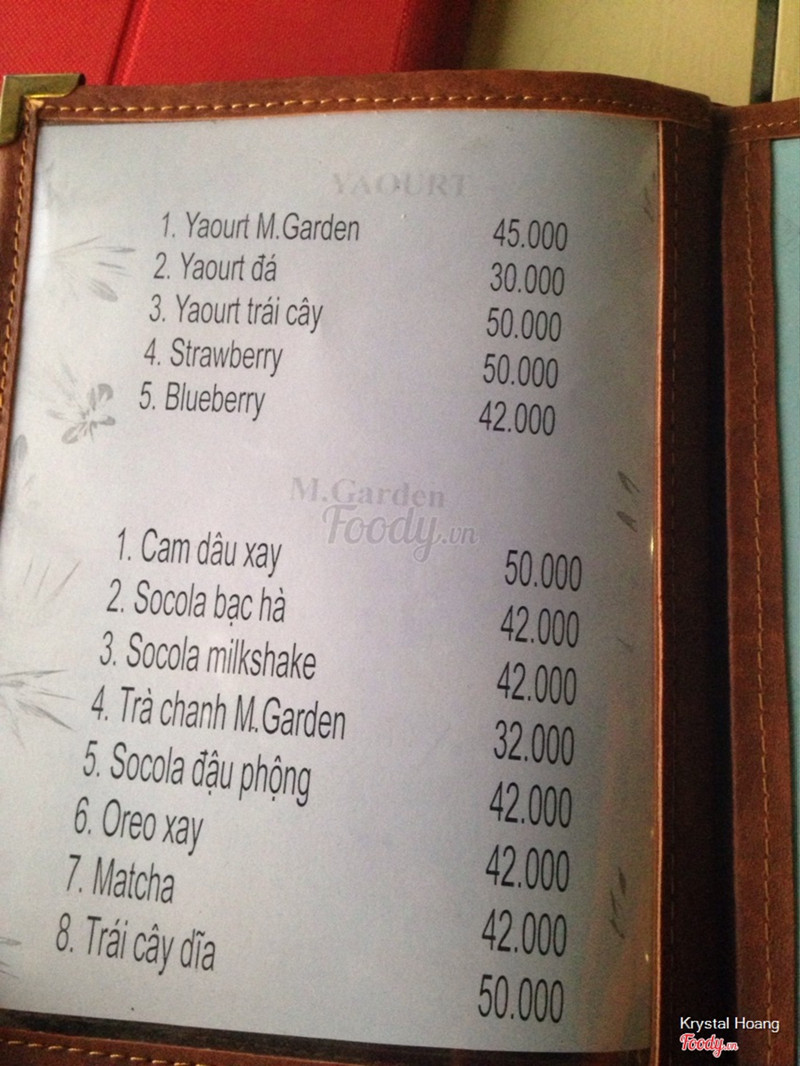 YAOURT
1. Yaourt M.Garden 45.000
2. Yaourt đá 30.000
3. Yaourt trái cây 50.000
4. Strawberry 50.000
5. Blueberry 42.000
M.Garden
Foody.vn
1. Cam dâu xay 50.000
2. Socola bạc hà 42.000
3. Socola milkshake 42.000
4. Trà chanh M.Garden 32.000
5. Socola đậu phộng 42.000
6. Oreo xay 42.000
7. Matcha 42.000
8. Trái cây dĩa 50.000
Krystal Hoang
Foody.vn